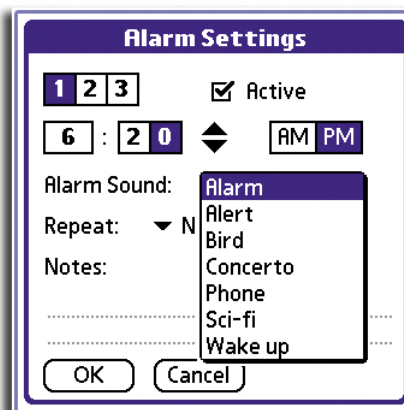 Alarm Settings
1 2 3 Active
6 : 2 0 AM PM
Alarm Sound: Alarm
Alert
Repeat: N Bird
Notes: Concerto
Phone
Sci-fi
Wake up
OK Cancel